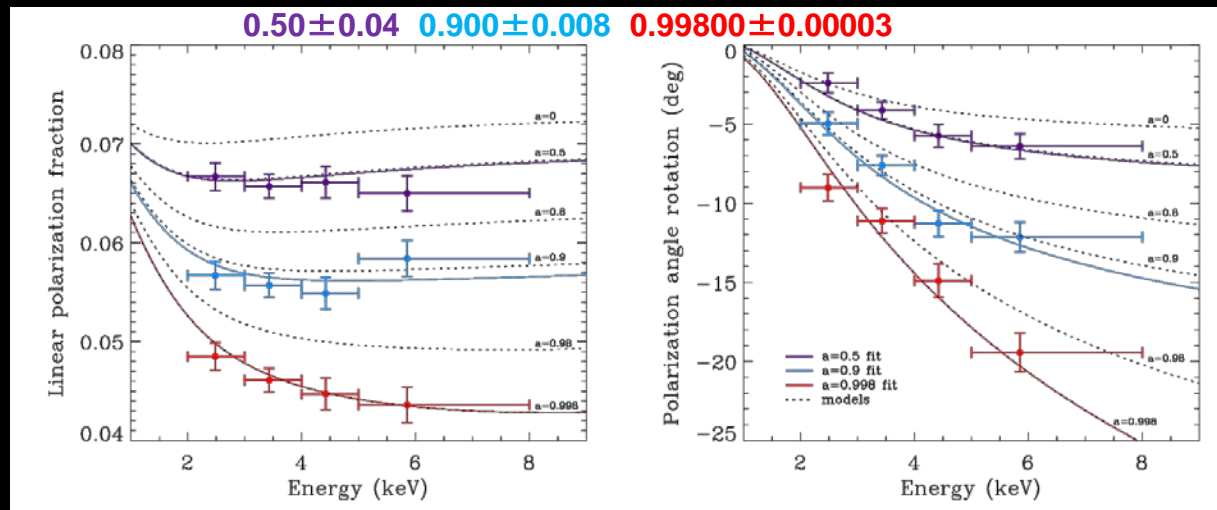 0.50±0.04 0.900±0.008 0.99800±0.00003
Linear polarization fraction
0.08
0.07
0.06
0.05
0.04
a=0
a=0.5
a=0.8
a=0.9
a=0.98
a=0.998
2 4 6 8
Energy (keV)
Polarization angle rotation (deg)
0
-5
-10
-15
-20
-25
a=0
a=0.5
a=0.8
a=0.9
a=0.98
a=0.998
a=0.5 fit
a=0.9 fit
a=0.998 fit
models
2 4 6 8
Energy (keV)